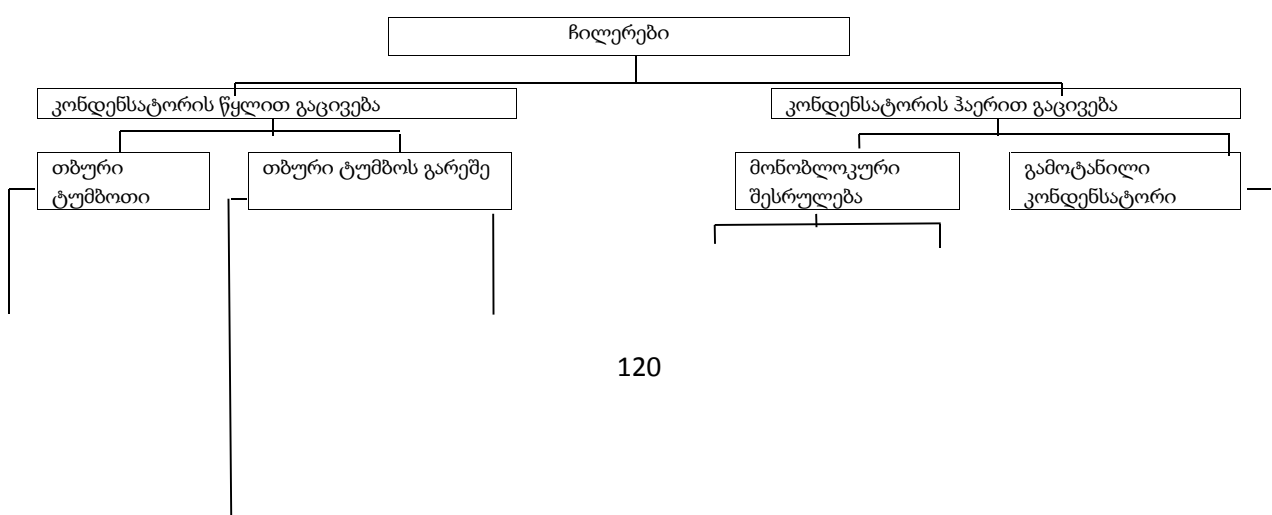 ჩილერები
კონდენსატორის წყლით გაცივება
კონდენსატორის ჰაერით გაცივება
თბური
ტუმბოთი
თბური ტუმბოს გარეშე
მონობლოკური
შესრულება
გამოტანილი
კონდენსატორი
120